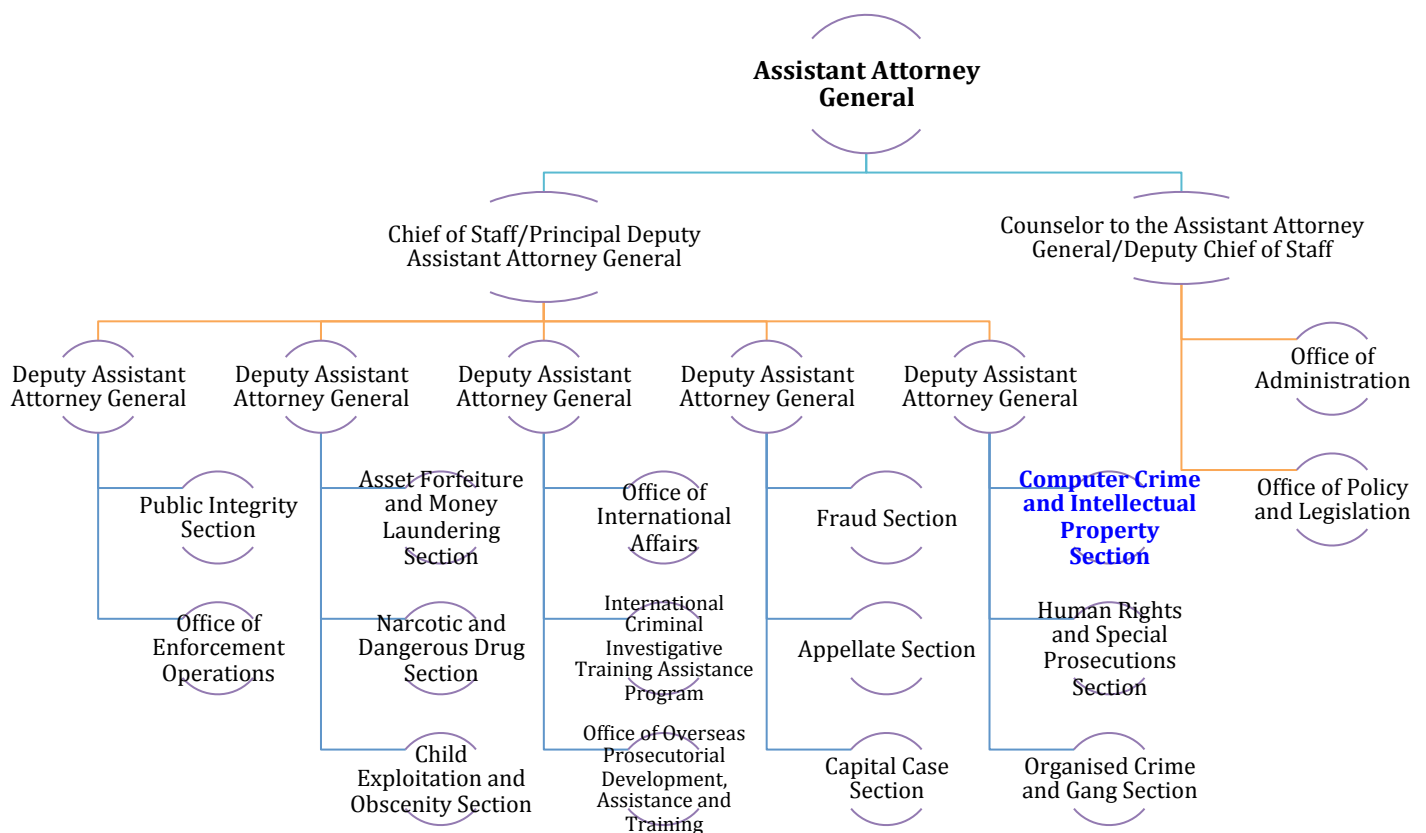 Assistant Attorney
General
Chief of Staff/Principal Deputy
Assistant Attorney General
Counselor to the Assistant Attorney
General/Deputy Chief of Staff
Deputy Assistant
Attorney General
Deputy Assistant
Attorney General
Deputy Assistant
Attorney General
Deputy Assistant
Attorney General
Deputy Assistant
Attorney General
Office of
Administration
Office of Policy
and Legislation
Public Integrity
Section
Office of
Enforcement
Operations
Asset Forfeiture
and Money
Laundering
Section
Narcotic and
Dangerous Drug
Section
Child
Exploitation and
Obscenity Section
Office of
International
Affairs
International
Criminal
Investigative
Training Assistance
Program
Office of Overseas
Prosecutorial
Development,
Assistance and
Training
Fraud Section
Appellate Section
Capital Case
Section
Computer Crime
and Intellectual
Property
Section
Human Rights
and Special
Prosecutions
Section
Organised Crime
and Gang Section